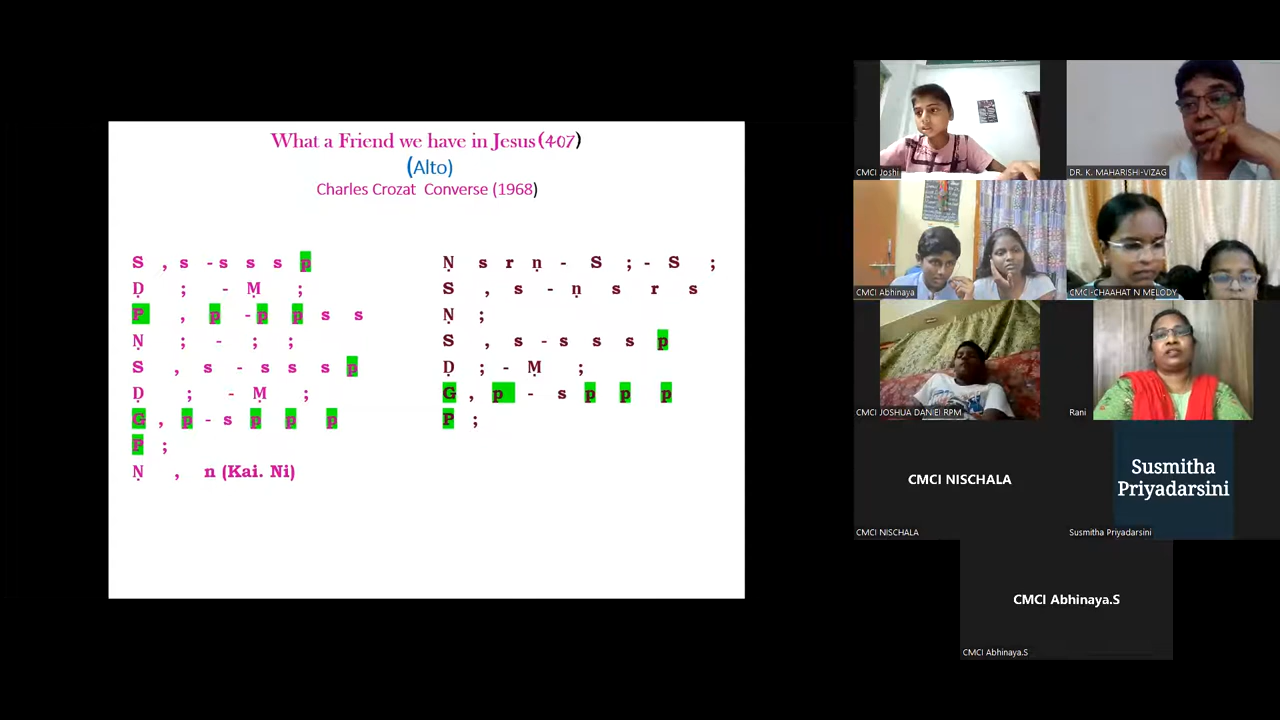 What a Friend we have in Jesus(407)
(Alto)
Charles Crozat Converse (1968)
S , s - s s s p
Ḍ ; - Ṃ ;
P , p - p p s s
Ṇ ; - ; ;
S , s - s s s p
Ḍ ; - Ṃ ;
G , p - s p p p
P ;
Ṇ , n (Kai. Ni)
Ṇ s r ṇ - S ; - S ;
S , s - ṇ s r s
Ṇ ;
S , s - s s s p
Ḍ ; - Ṃ ;
G , p - s p p p
P ;
CMCI Joshi
DR. K. MAHARISHI-VIZAG
CMCI Abhinaya
CMCI-CHAAHAT N MELODY
CMCI JOSHUA DANIEl RPM
Rani
CMCI NISCHALA
CMCI NISCHALA
Susmitha
Priyadarsini
Susmitha Priyadarsini
CMCI Abhinaya.S
CMCI Abhinaya.S